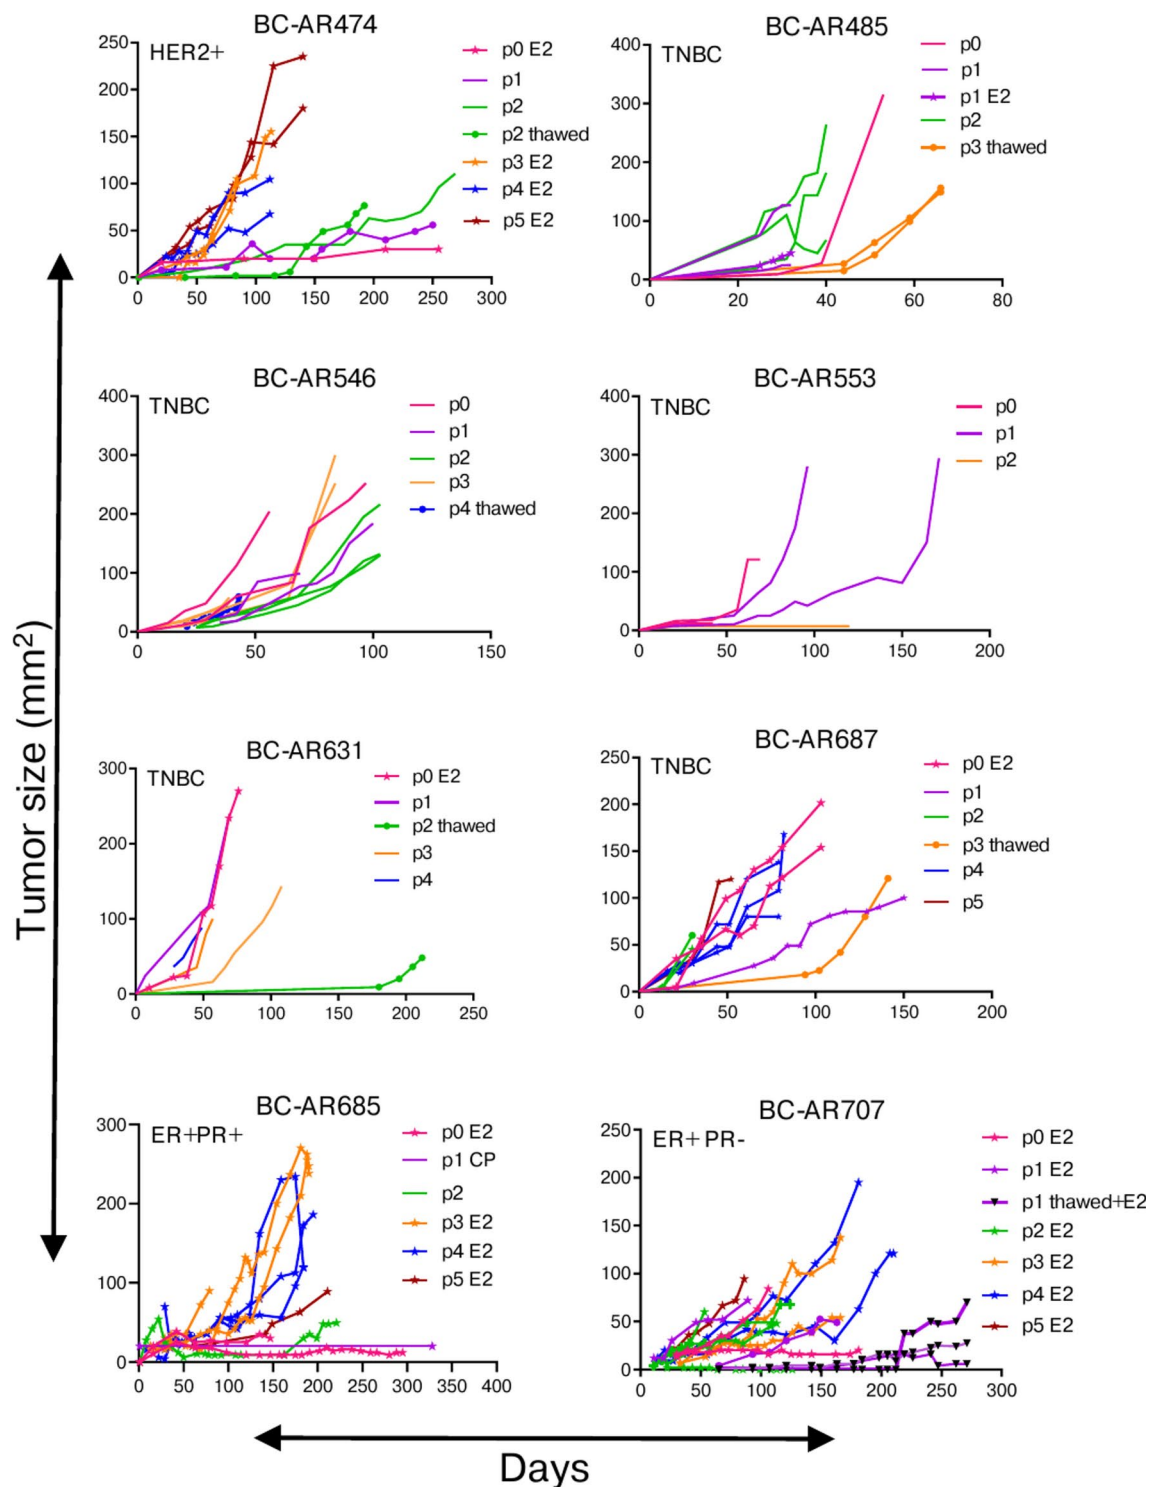 BC-AR474
HER2+
250
200
150
100
50
0
0 50 100 150 200 250 300
p0 E2
p1
p2
p2 thawed
p3 E2
p4 E2
p5 E2
BC-AR485
TNBC
400
300
200
100
0
0 20 40 60 80
p0
p1
p1 E2
p2
p3 thawed
BC-AR546
TNBC
400
300
200
100
0
0 50 100 150
p0
p1
p2
p3
p4 thawed
BC-AR553
TNBC
400
300
200
100
0
0 50 100 150 200
p0
p1
p2
BC-AR631
TNBC
300
200
100
0
0 50 100 150 200 250
p0 E2
p1
p2 thawed
p3
p4
BC-AR687
TNBC
250
200
150
100
50
0
0 50 100 150 200
p0 E2
p1
p2
p3 thawed
p4
p5
BC-AR685
ER+PR+
300
200
100
0
0 50 100 150 200 250 300 350 400
p0 E2
p1 CP
p2
p3 E2
p4 E2
p5 E2
BC-AR707
ER+ PR-
250
200
150
100
50
0
0 50 100 150 200 250 300
p0 E2
p1 E2
p1 thawed+E2
p2 E2
p3 E2
p4 E2
p5 E2
Tumor size (mm²)
Days